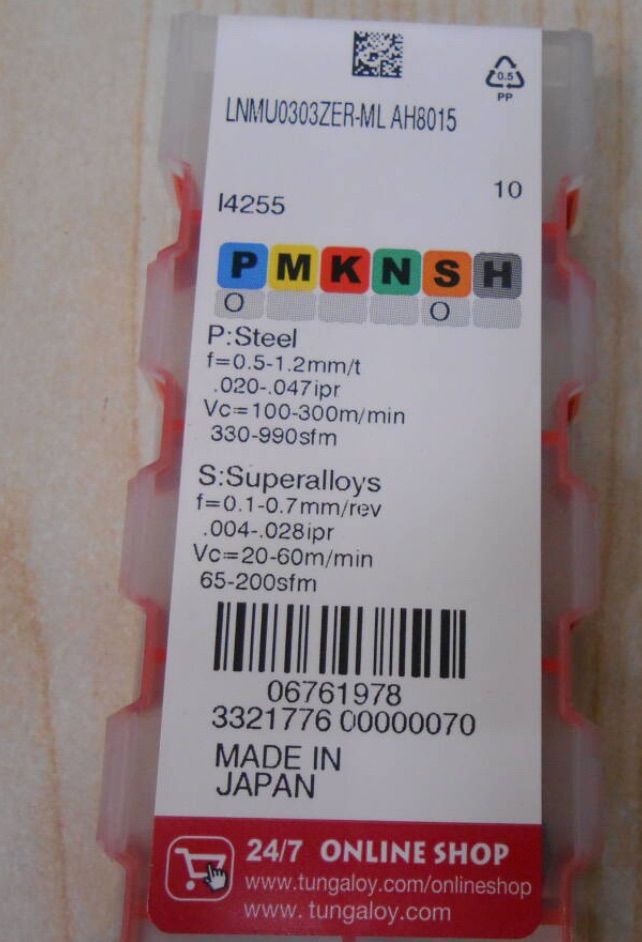 0.5
PP
LNMU0303ZER-ML AH8015
10
I4255
P M K N S H
O O
P:Steel
f=0.5-1.2mm/t
.020-.047ipr
Vc=100-300m/min
330-990sfm
S:Superalloys
f=0.1-0.7mm/rev
.004-.028ipr
Vc=20-60m/min
65-200sfm
06761978
3321776 00000070
MADE IN
JAPAN
24/7 ONLINE SHOP
www.tungaloy.com/onlineshop
www. tungaloy.com